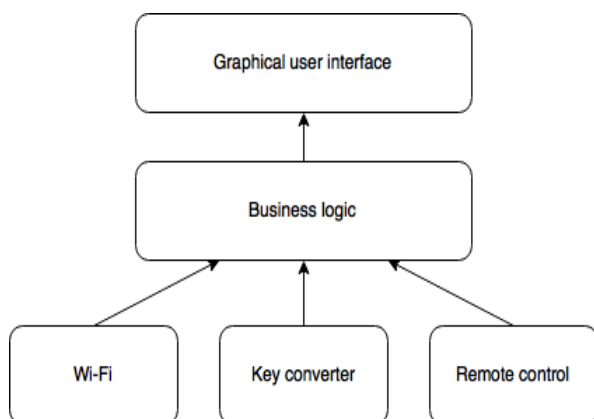 Graphical user interface
Business logic
Wi-Fi
Key converter
Remote control